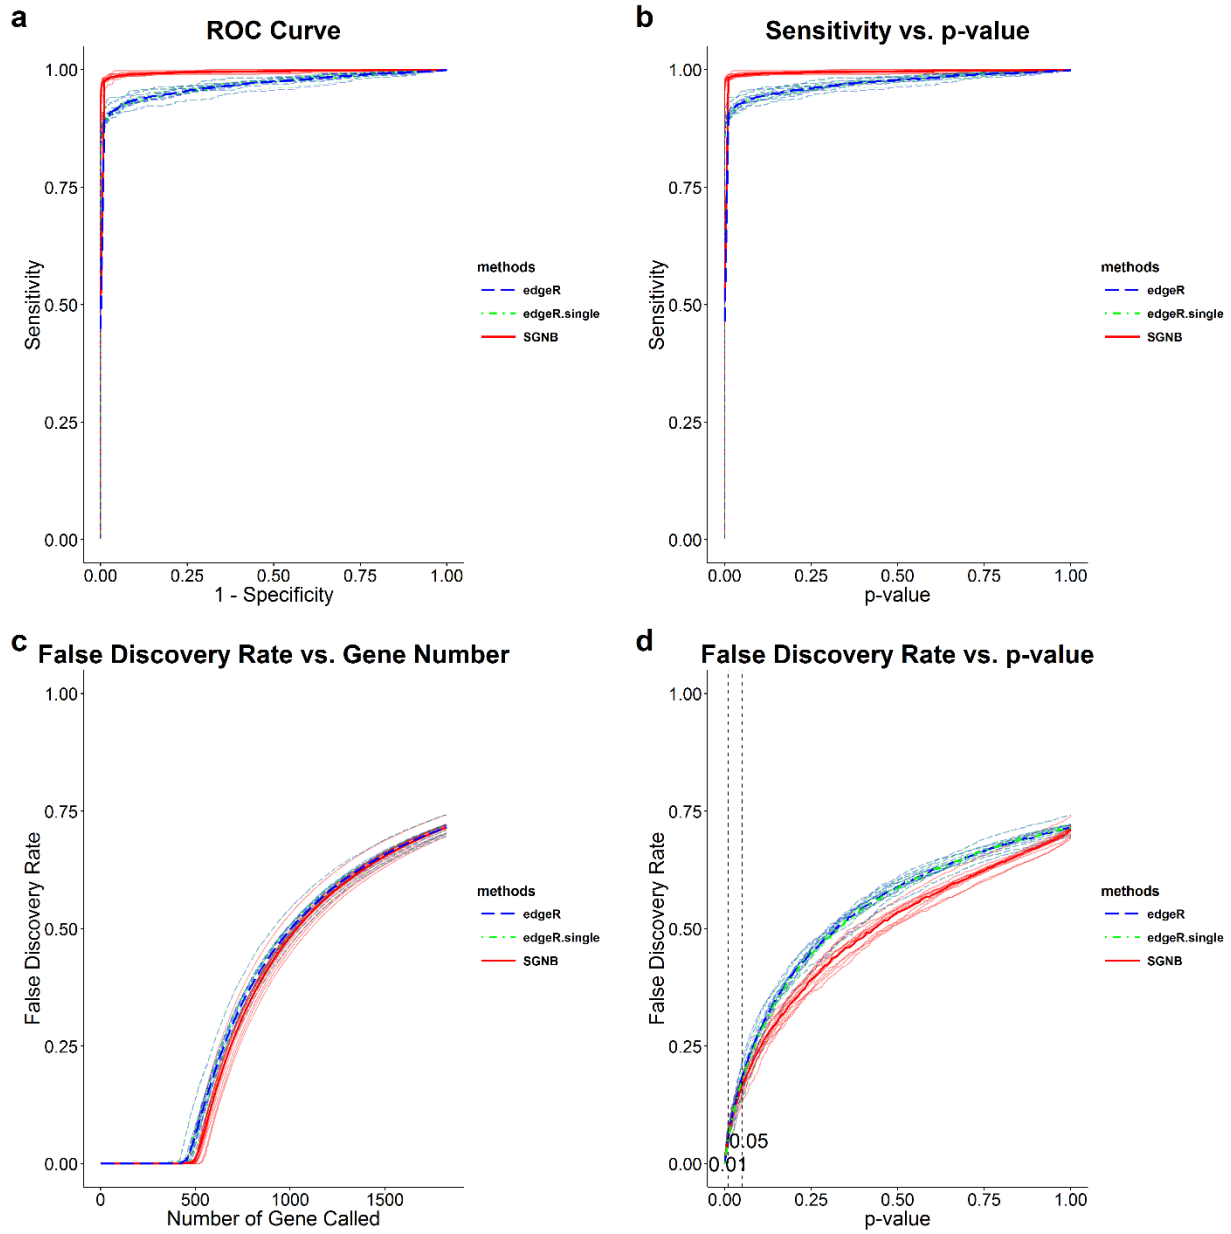 a
ROC Curve
1.00
0.75
0.50
0.25
0.00
Sensitivity
0.00 0.25 0.50 0.75 1.00
1 - Specificity
methods
edgeR
edgeR.single
SGNB
b
Sensitivity vs. p-value
1.00
0.75
0.50
0.25
0.00
Sensitivity
0.00 0.25 0.50 0.75 1.00
p-value
methods
edgeR
edgeR.single
SGNB
c
False Discovery Rate vs. Gene Number
1.00
0.75
0.50
0.25
0.00
False Discovery Rate
0 500 1000 1500
Number of Gene Called
methods
edgeR
edgeR.single
SGNB
d
False Discovery Rate vs. p-value
1.00
0.75
0.50
0.25
0.00
False Discovery Rate
0.05
0.01
0.00 0.25 0.50 0.75 1.00
p-value
methods
edgeR
edgeR.single
SGNB